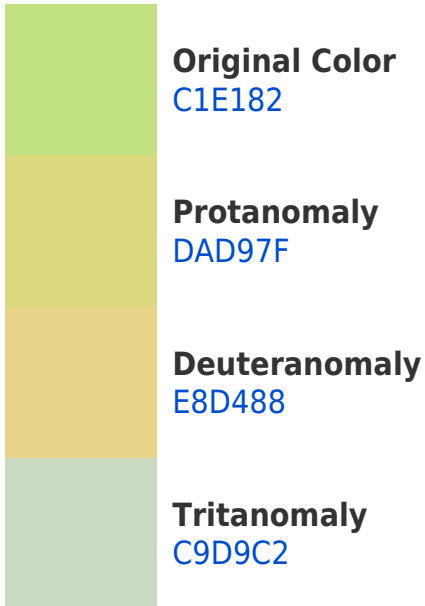 Original Color
C1E182
Protanomaly
DAD97F
Deuteranomaly
E8D488
Tritanomaly
C9D9C2